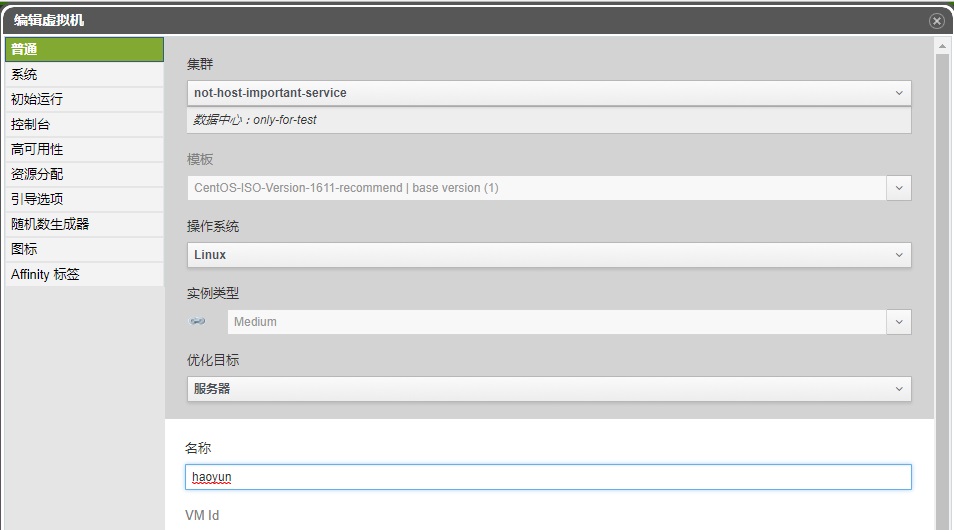 编辑虚拟机
普通
系统
初始运行
控制台
高可用性
资源分配
引导选项
随机数生成器
图标
Affinity 标签
集群
not-host-important-service
数据中心：only-for-test
模板
CentOS-ISO-Version-1611-recommend | base version (1)
操作系统
Linux
实例类型
Medium
优化目标
服务器
名称
haoyun
VM Id